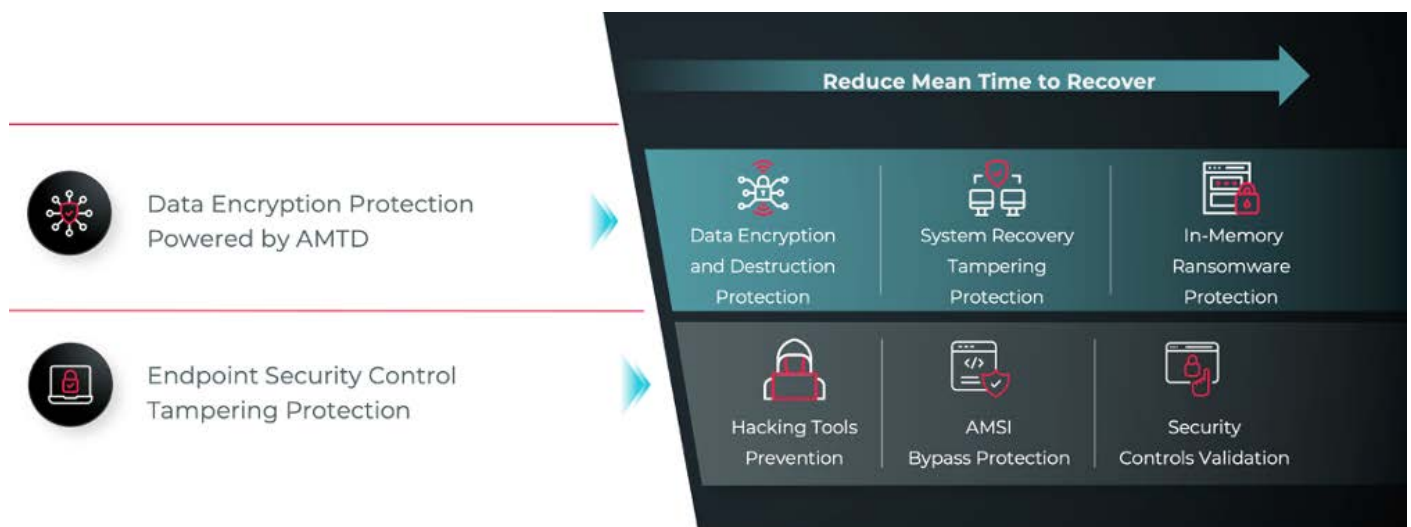 Reduce Mean Time to Recover
Data Encryption Protection
Powered by AMTD
Data Encryption
and Destruction
Protection
System Recovery
Tampering
Protection
In-Memory
Ransomware
Protection
Endpoint Security Control
Tampering Protection
Hacking Tools
Prevention
</>
AMSI
Bypass Protection
Security
Controls Validation